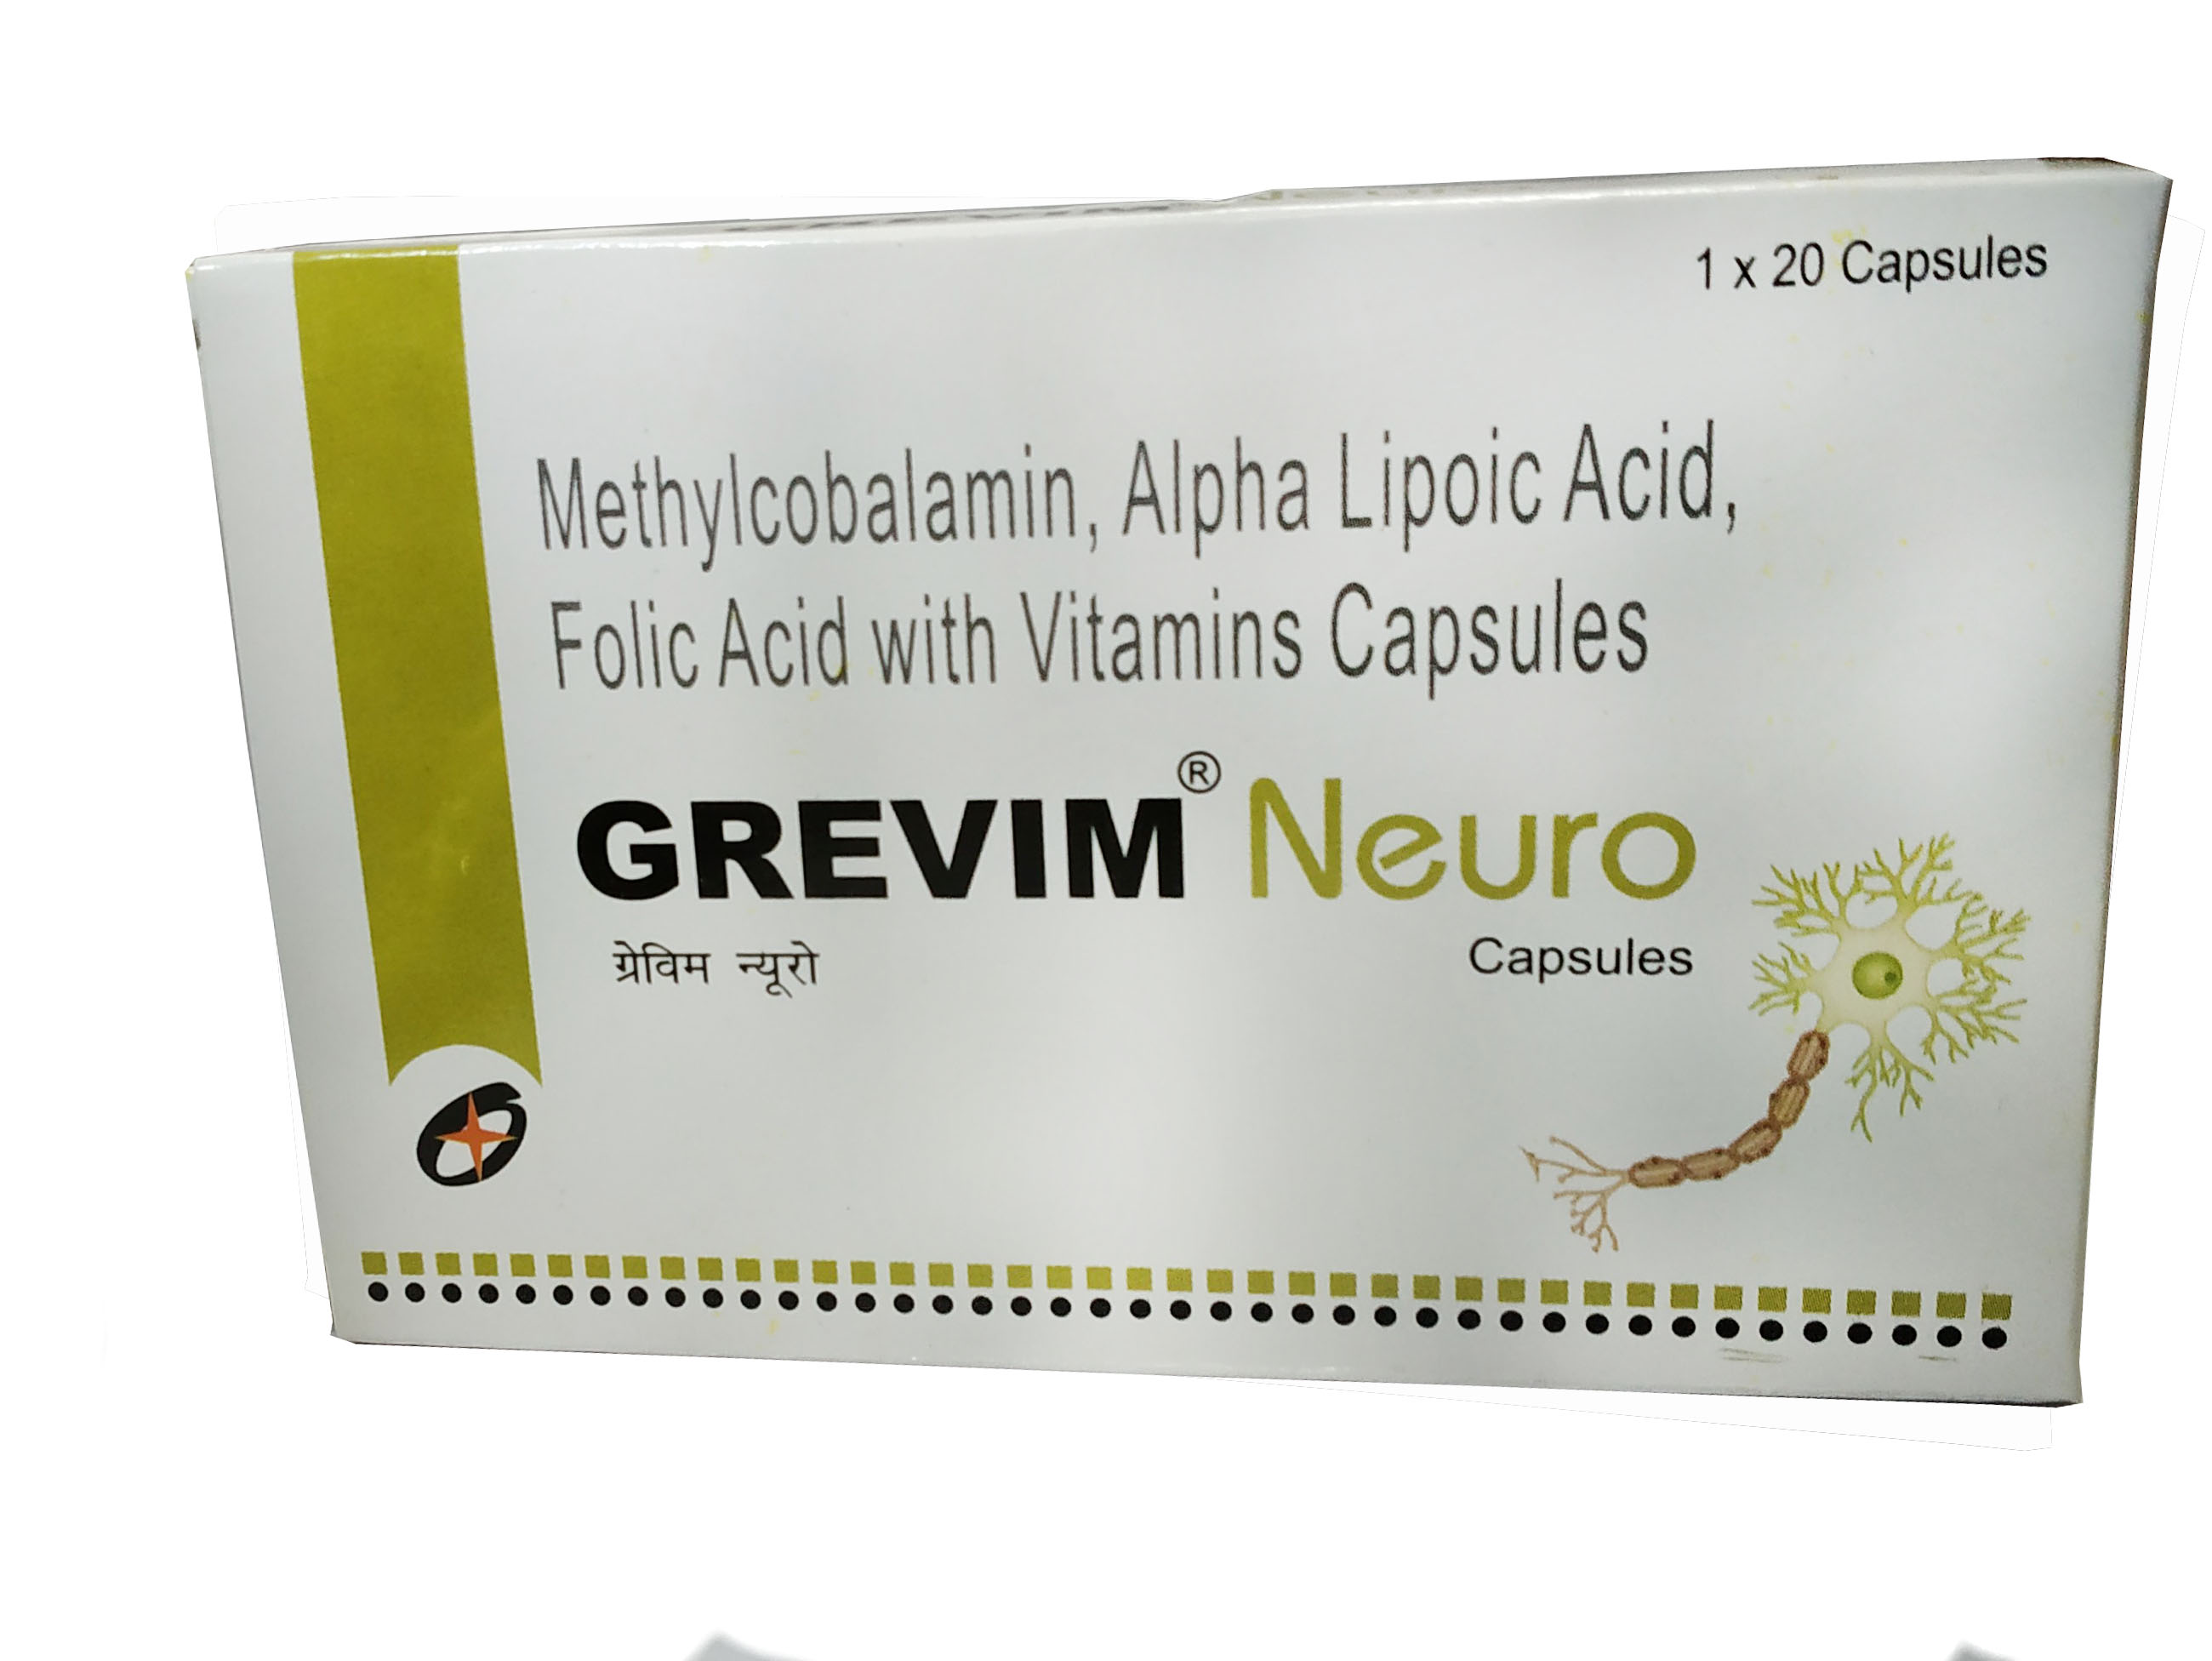 1 x 20 Capsules
Methylcobalamin, Alpha Lipoic Acid,
Folic Acid with Vitamins Capsules
GREVIM® Neuro
ग्रेविम न्यूरो
Capsules